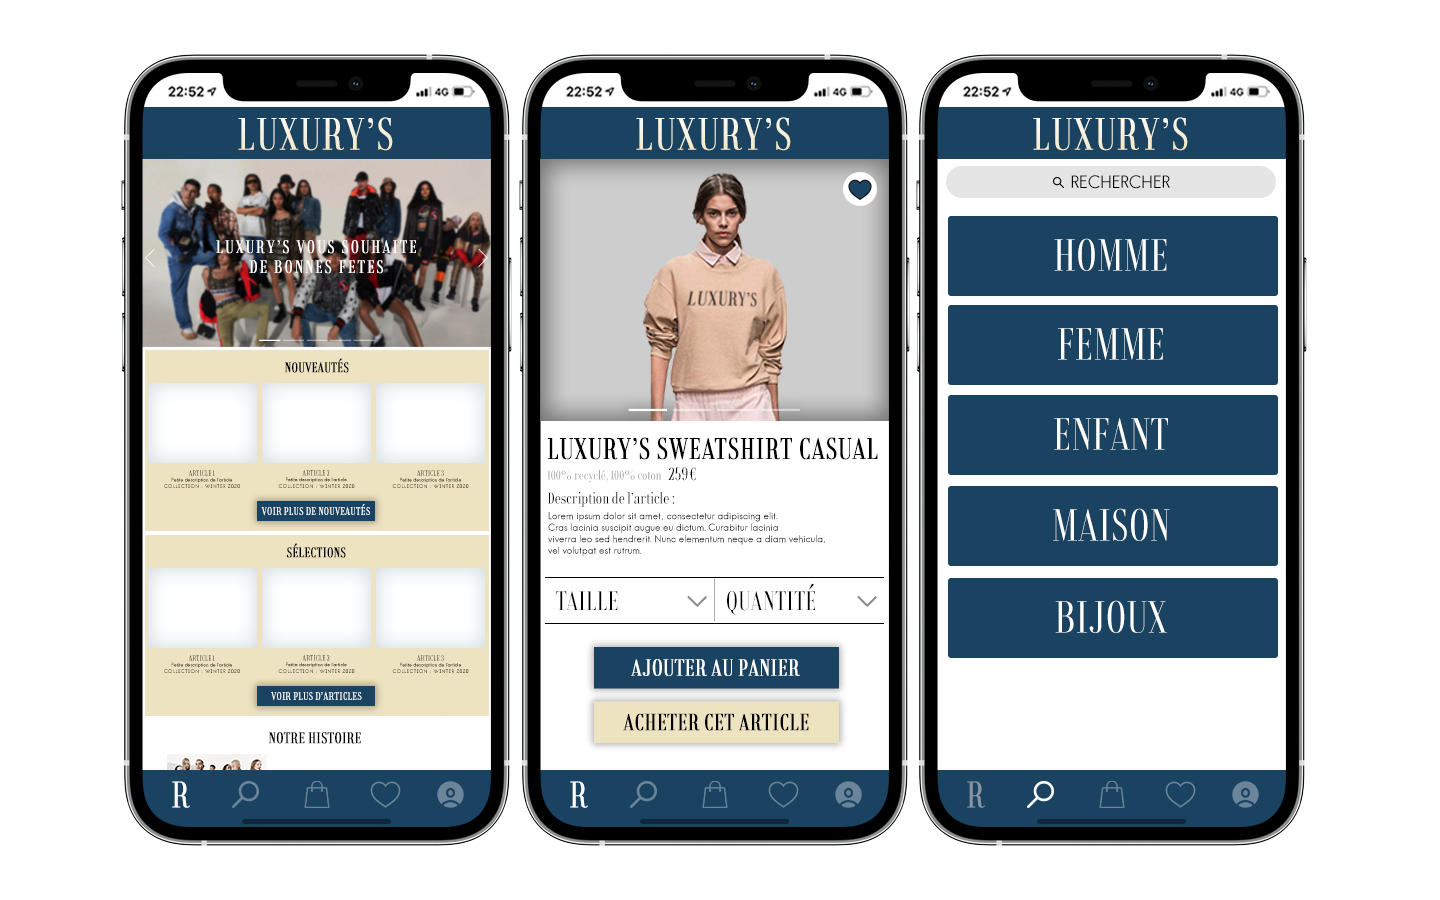 22:52
4G
LUXURY'S
LUXURY'S VOUS SOUHAITE
DE BONNES FETES
NOUVEAUTÉS
ARTICLE 1
Petite description de l'article
COLLECTION : WINTER 2020
ARTICLE 2
Petite description de l'article
COLLECTION : WINTER 2020
ARTICLE 3
Petite description de l'article
COLLECTION : WINTER 2020
VOIR PLUS DE NOUVEAUTÉS
SÉLECTIONS
ARTICLE 1
Petite description de l'article
COLLECTION : WINTER 2020
ARTICLE 2
Petite description de l'article
COLLECTION : WINTER 2020
ARTICLE 3
Petite description de l'article
COLLECTION : WINTER 2020
VOIR PLUS D'ARTICLES
NOTRE HISTOIRE
R
22:52
4G
LUXURY'S
LUXURY'S
LUXURY'S SWEATSHIRT CASUAL
100% recyclé, 100% coton 259€
Description de l'article :
Lorem ipsum dolor sit amet, consectetur adipiscing elit.
Cras lacinia suscipit augue eu dictum. Curabitur lacinia
viverra leo sed hendrerit. Nunc elementum neque a diam vehicula,
vel volutpat est rutrum.
TAILLE
QUANTITÉ
AJOUTER AU PANIER
ACHETER CET ARTICLE
R
22:52
4G
LUXURY'S
RECHERCHER
HOMME
FEMME
ENFANT
MAISON
BIJOUX
R